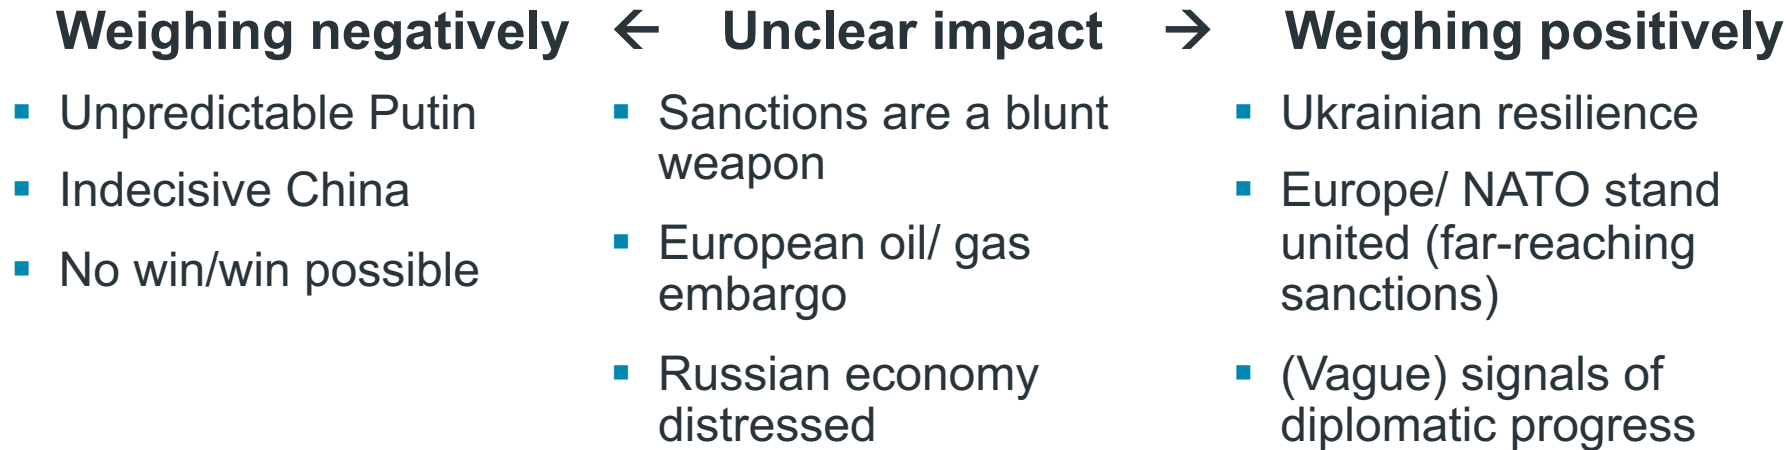 Weighing negatively ← Unclear impact → Weighing positively
▪ Unpredictable Putin
▪ Indecisive China
▪ No win/win possible
▪ Sanctions are a blunt
weapon
▪ European oil/ gas
embargo
▪ Russian economy
distressed
▪ Ukrainian resilience
▪ Europe/ NATO stand
united (far-reaching
sanctions)
▪ (Vague) signals of
diplomatic progress